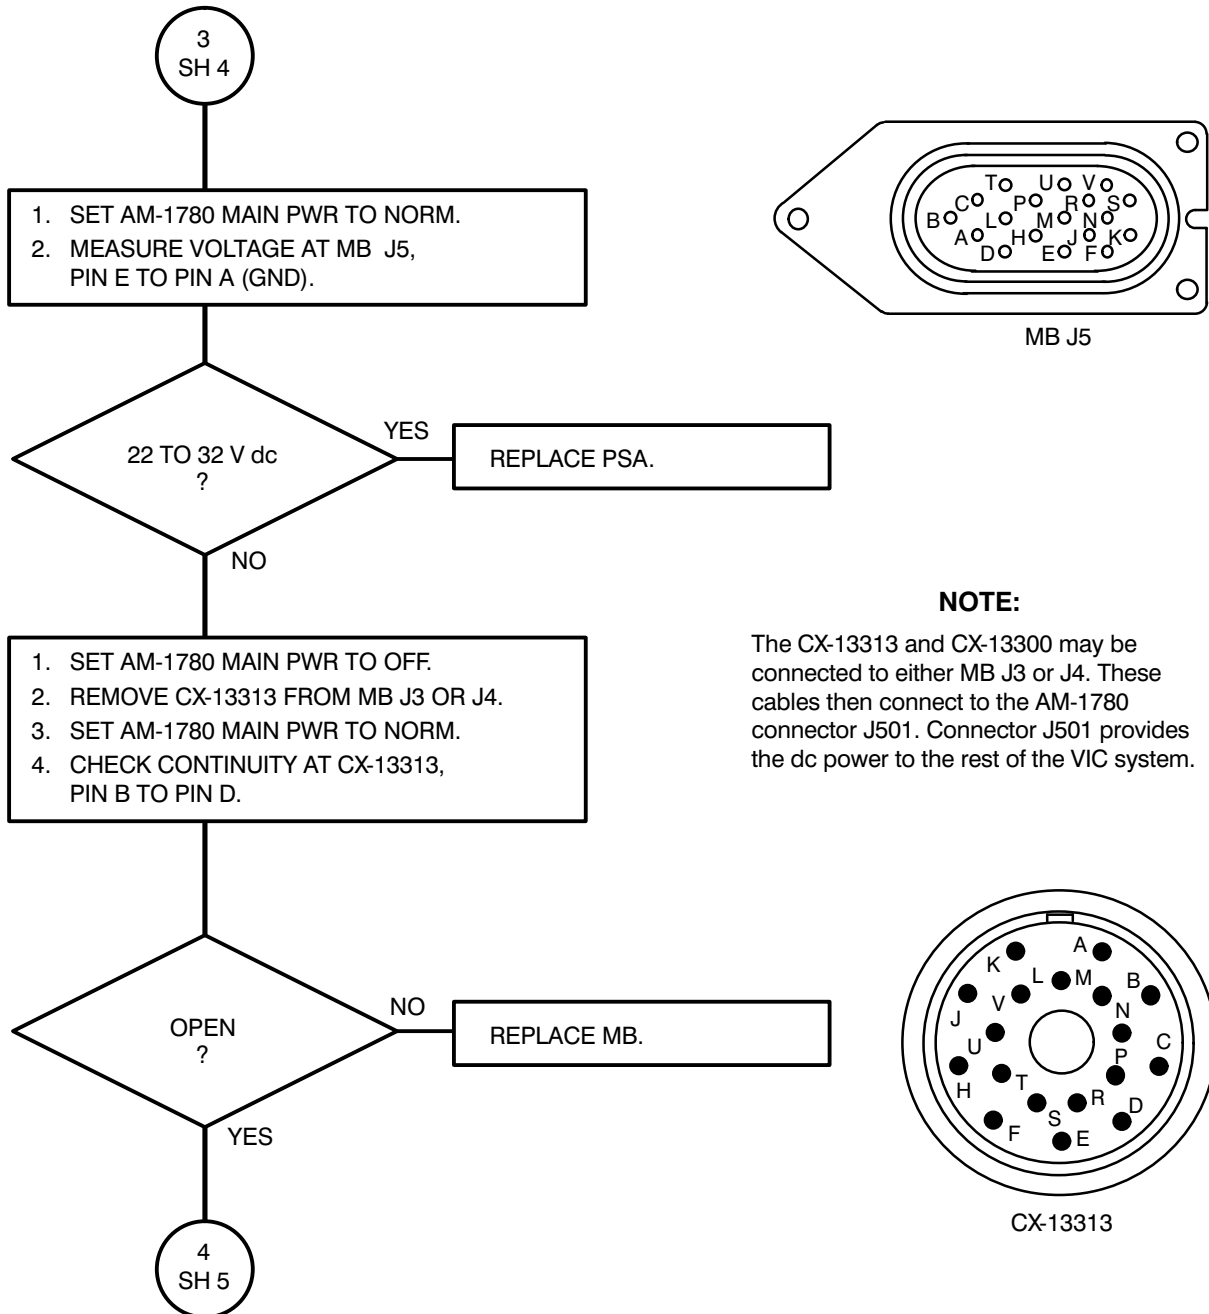 3
SH 4
1. SET AM-1780 MAIN PWR TO NORM.
2. MEASURE VOLTAGE AT MB J5,
PIN E TO PIN A (GND).
T U V
C P R S
B L M N
A H J K
D E F
MB J5
22 TO 32 V dc
?
YES
REPLACE PSA.
NO
NOTE:
The CX-13313 and CX-13300 may be
connected to either MB J3 or J4. These
cables then connect to the AM-1780
connector J501. Connector J501 provides
the dc power to the rest of the VIC system.
1. SET AM-1780 MAIN PWR TO OFF.
2. REMOVE CX-13313 FROM MB J3 OR J4.
3. SET AM-1780 MAIN PWR TO NORM.
4. CHECK CONTINUITY AT CX-13313,
PIN B TO PIN D.
OPEN
?
NO
REPLACE MB.
YES
K A
L M B
J V N
U P C
H T R D
F S E
CX-13313
4
SH 5